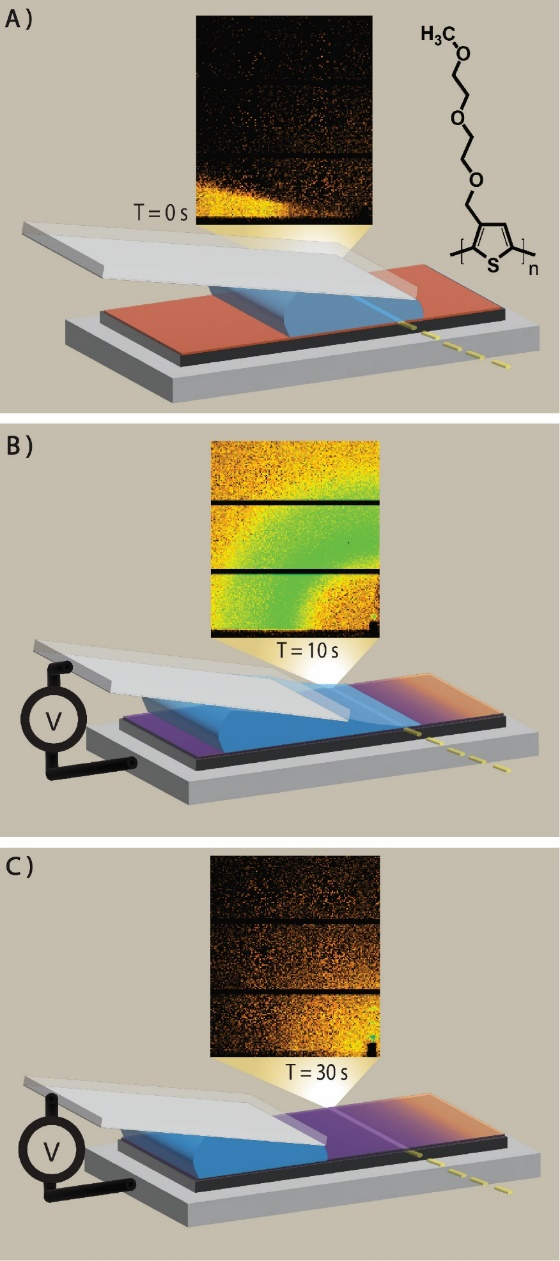 A)
H₃C
O
O
O
T = 0 s
S
n
B)
T = 10 s
V
C)
T = 30 s
V